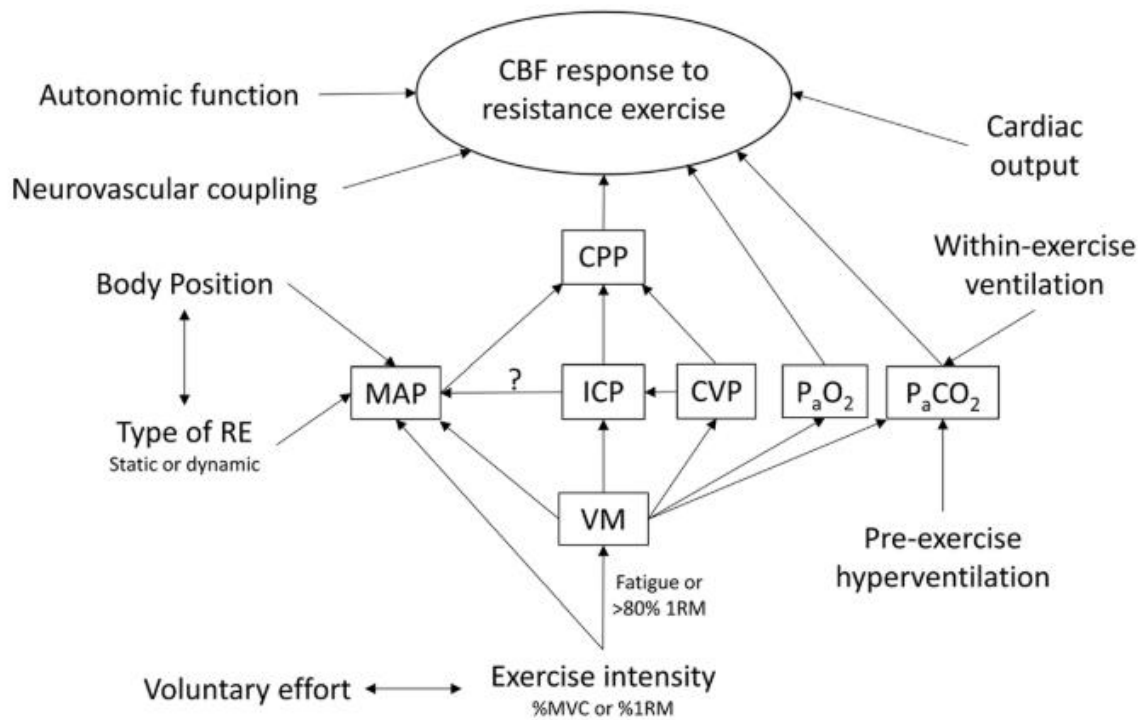 CBF response to
resistance exercise
Autonomic function
Cardiac
output
Neurovascular coupling
Within-exercise
ventilation
CPP
Body Position
?
MAP
ICP
CVP
PₐO₂
PₐCO₂
Type of RE
Static or dynamic
VM
Pre-exercise
hyperventilation
Fatigue or
>80% 1RM
Voluntary effort
Exercise intensity
%MVC or %1RM